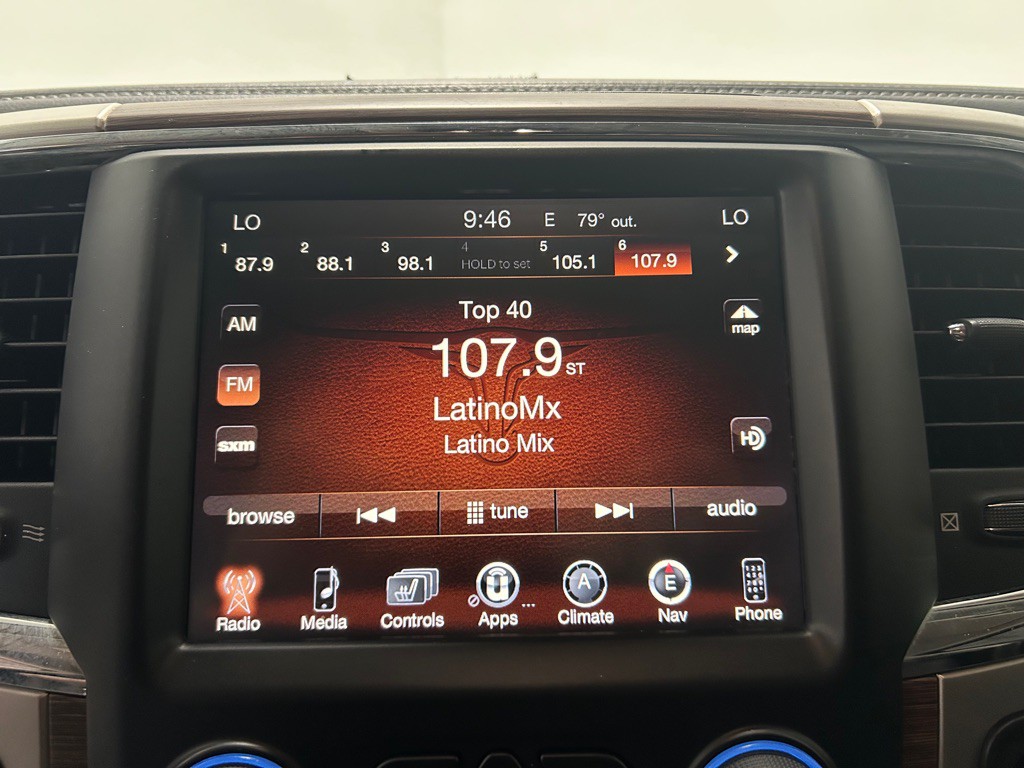 LO 9:46 E 79° out. LO
1 87.9 2 88.1 3 98.1 4 HOLD to set 5 105.1 6 107.9
Top 40
AM
map
107.9 ST
FM
LatinoMx
sxm
Latino Mix
HD
browse tune audio
Radio Media Controls Apps ... A Climate E Nav Phone